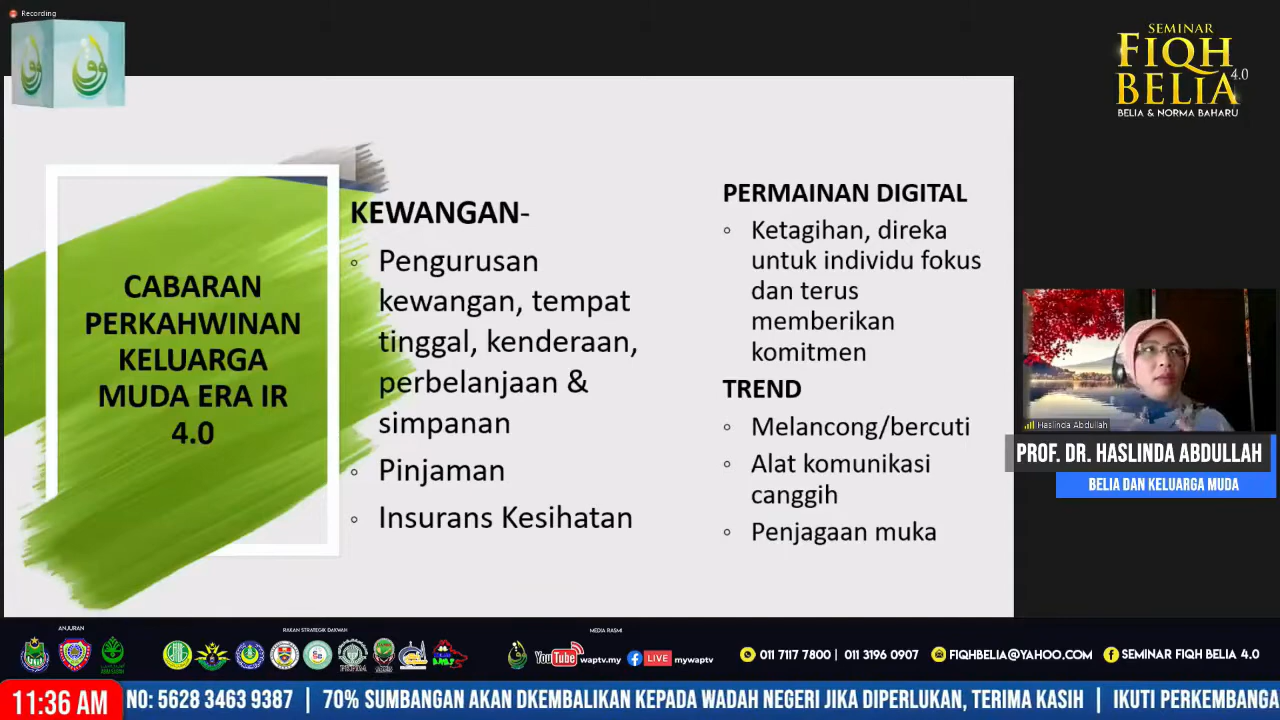 Recording
SEMINAR
FIQH
BELIA
4.0
BELIA & NORMA BAHARU
CABARAN
PERKAHWINAN
KELUARGA
MUDA ERA IR
4.0
KEWANGAN-
Pengurusan
kewangan, tempat
tinggal, kenderaan,
perbelanjaan &
simpanan
Pinjaman
Insurans Kesihatan
PERMAINAN DIGITAL
Ketagihan, direka
untuk individu fokus
dan terus
memberikan
komitmen
TREND
Melancong/bercuti
Alat komunikasi
canggih
Penjagaan muka
Haslinda Abdullah
PROF. DR. HASLINDA ABDULLAH
BELIA DAN KELUARGA MUDA
ANJURAN
RAKAN STRATEGIK DAKWAH
MEDIA RASMI
YouTube waptv.my
LIVE mywaptv
011 7117 7800 | 011 3196 0907
FIQHBELIA@YAHOO.COM
SEMINAR FIQH BELIA 4.0
11:36 AM
NO: 5628 3463 9387 | 70% SUMBANGAN AKAN DKEMBALIKAN KEPADA WADAH NEGERI JIKA DIPERLUKAN, TERIMA KASIH | IKUTI PERKEMBANGA